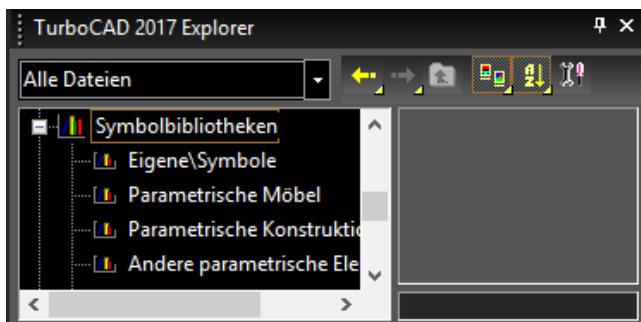 TurboCAD 2017 Explorer
Alle Dateien
Symbolbibliotheken
Eigene\Symbole
Parametrische Möbel
Parametrische Konstruktio
Andere parametrische Ele